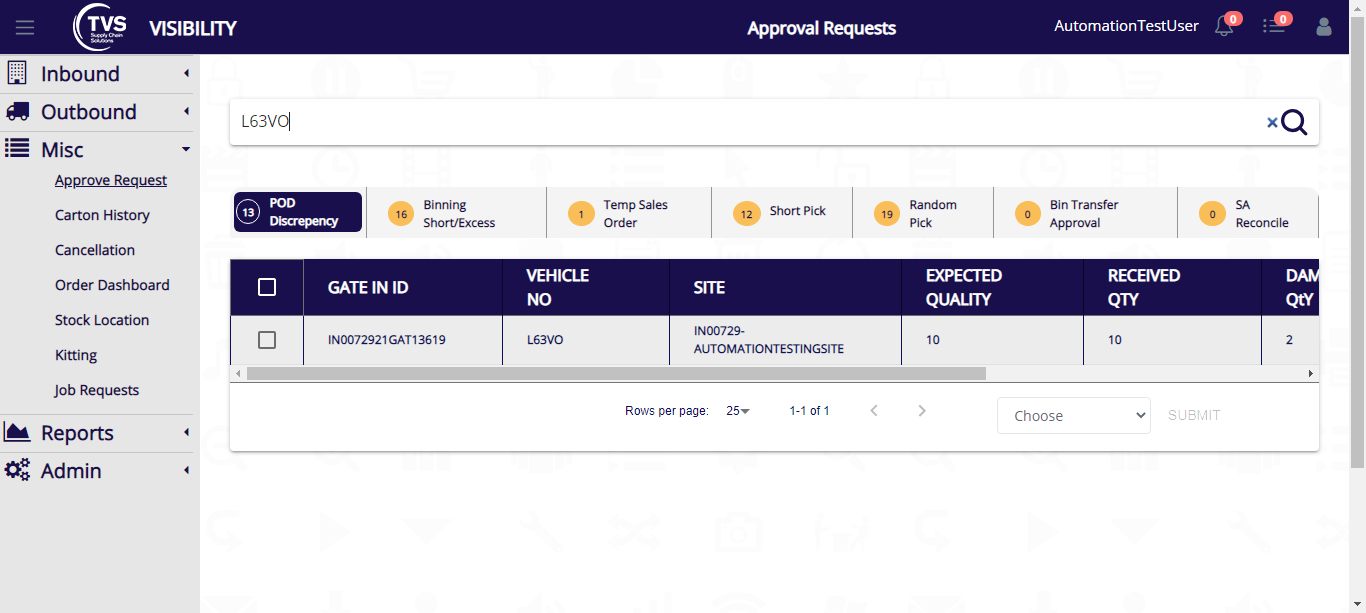 TVS
Supply Chain
Solutions
VISIBILITY
Approval Requests
AutomationTestUser
0
0
Inbound
Outbound
Misc
Approve Request
Carton History
Cancellation
Order Dashboard
Stock Location
Kitting
Job Requests
Reports
Admin
L63VO
13 POD
Discrepency
16 Binning
Short/Excess
1 Temp Sales
Order
12 Short Pick
19 Random
Pick
0 Bin Transfer
Approval
0 SA
Reconcile
GATE IN ID
VEHICLE
NO
SITE
EXPECTED
QUALITY
RECEIVED
QTY
DAM
QtY
IN0072921GAT13619
L63VO
IN00729-
AUTOMATIONTESTINGSITE
10
10
2
Rows per page: 25
1-1 of 1
Choose
SUBMIT